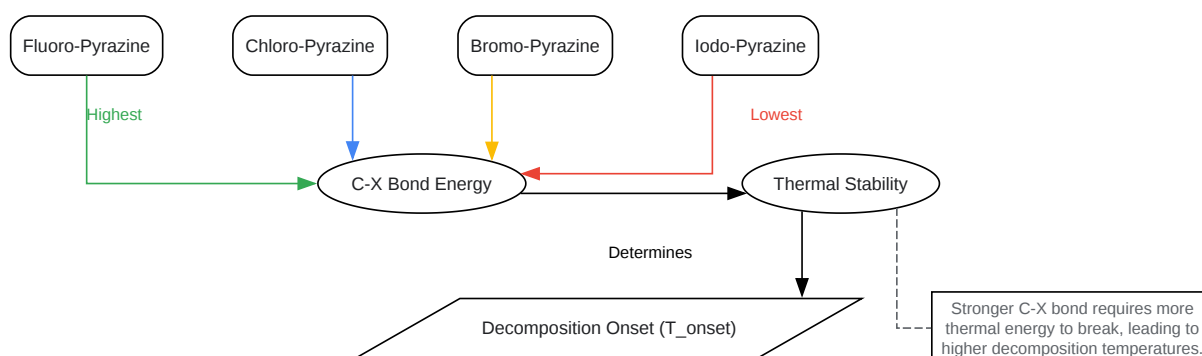 Fluoro-Pyrazine
Chloro-Pyrazine
Bromo-Pyrazine
Iodo-Pyrazine
Highest
Lowest
C-X Bond Energy
Thermal Stability
Determines
Decomposition Onset (T_onset)
Stronger C-X bond requires more
thermal energy to break, leading to
higher decomposition temperatures.